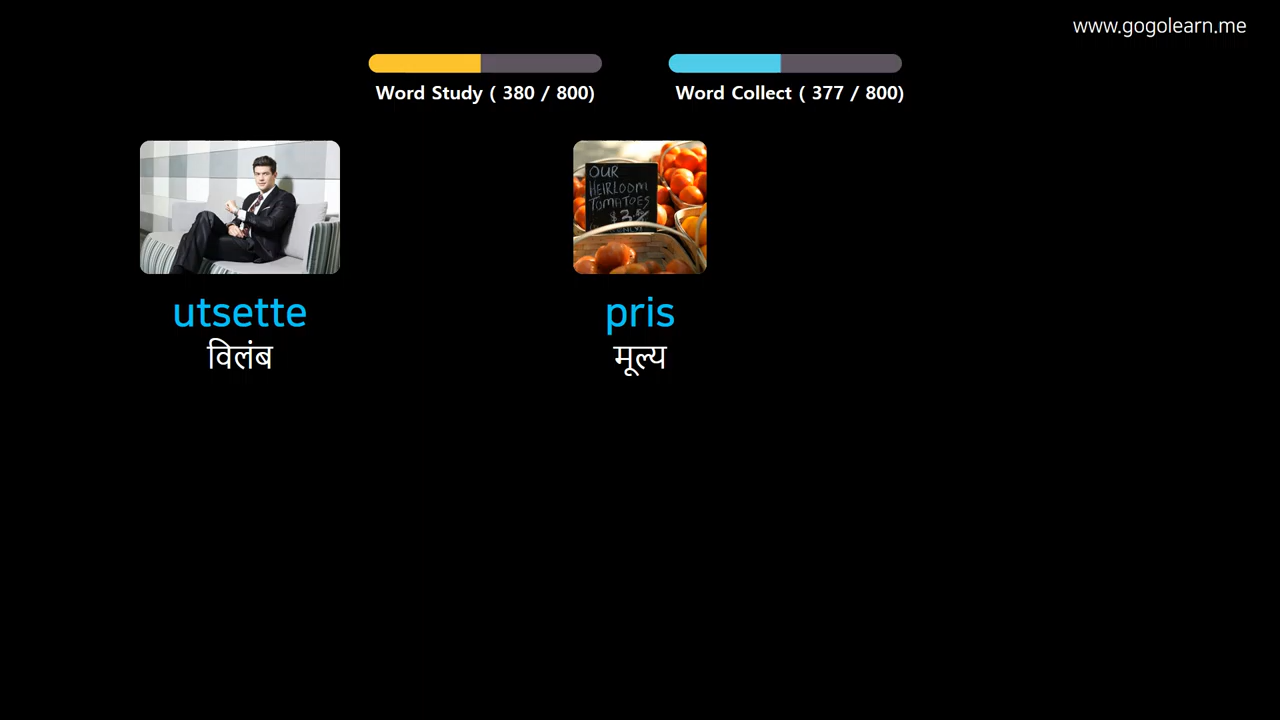 www.gogolearn.me
Word Study ( 380 / 800)
Word Collect ( 377 / 800)
OUR
HEIRLOOM
TOMATOES
utsette
विलंब
pris
मूल्य